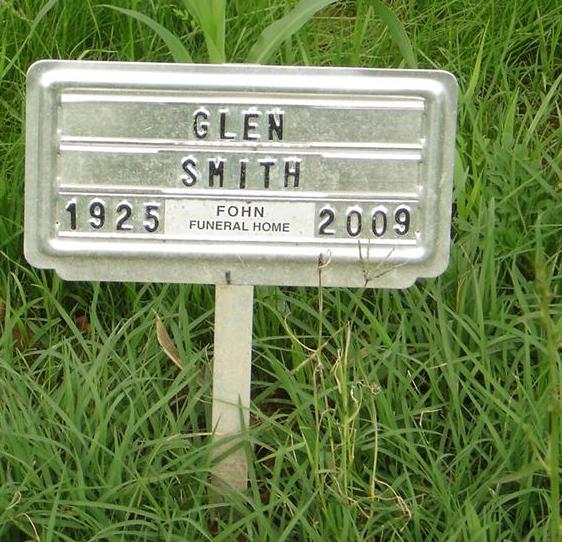 GLEN
SMITH
1925 FOHN 2009
FUNERAL HOME